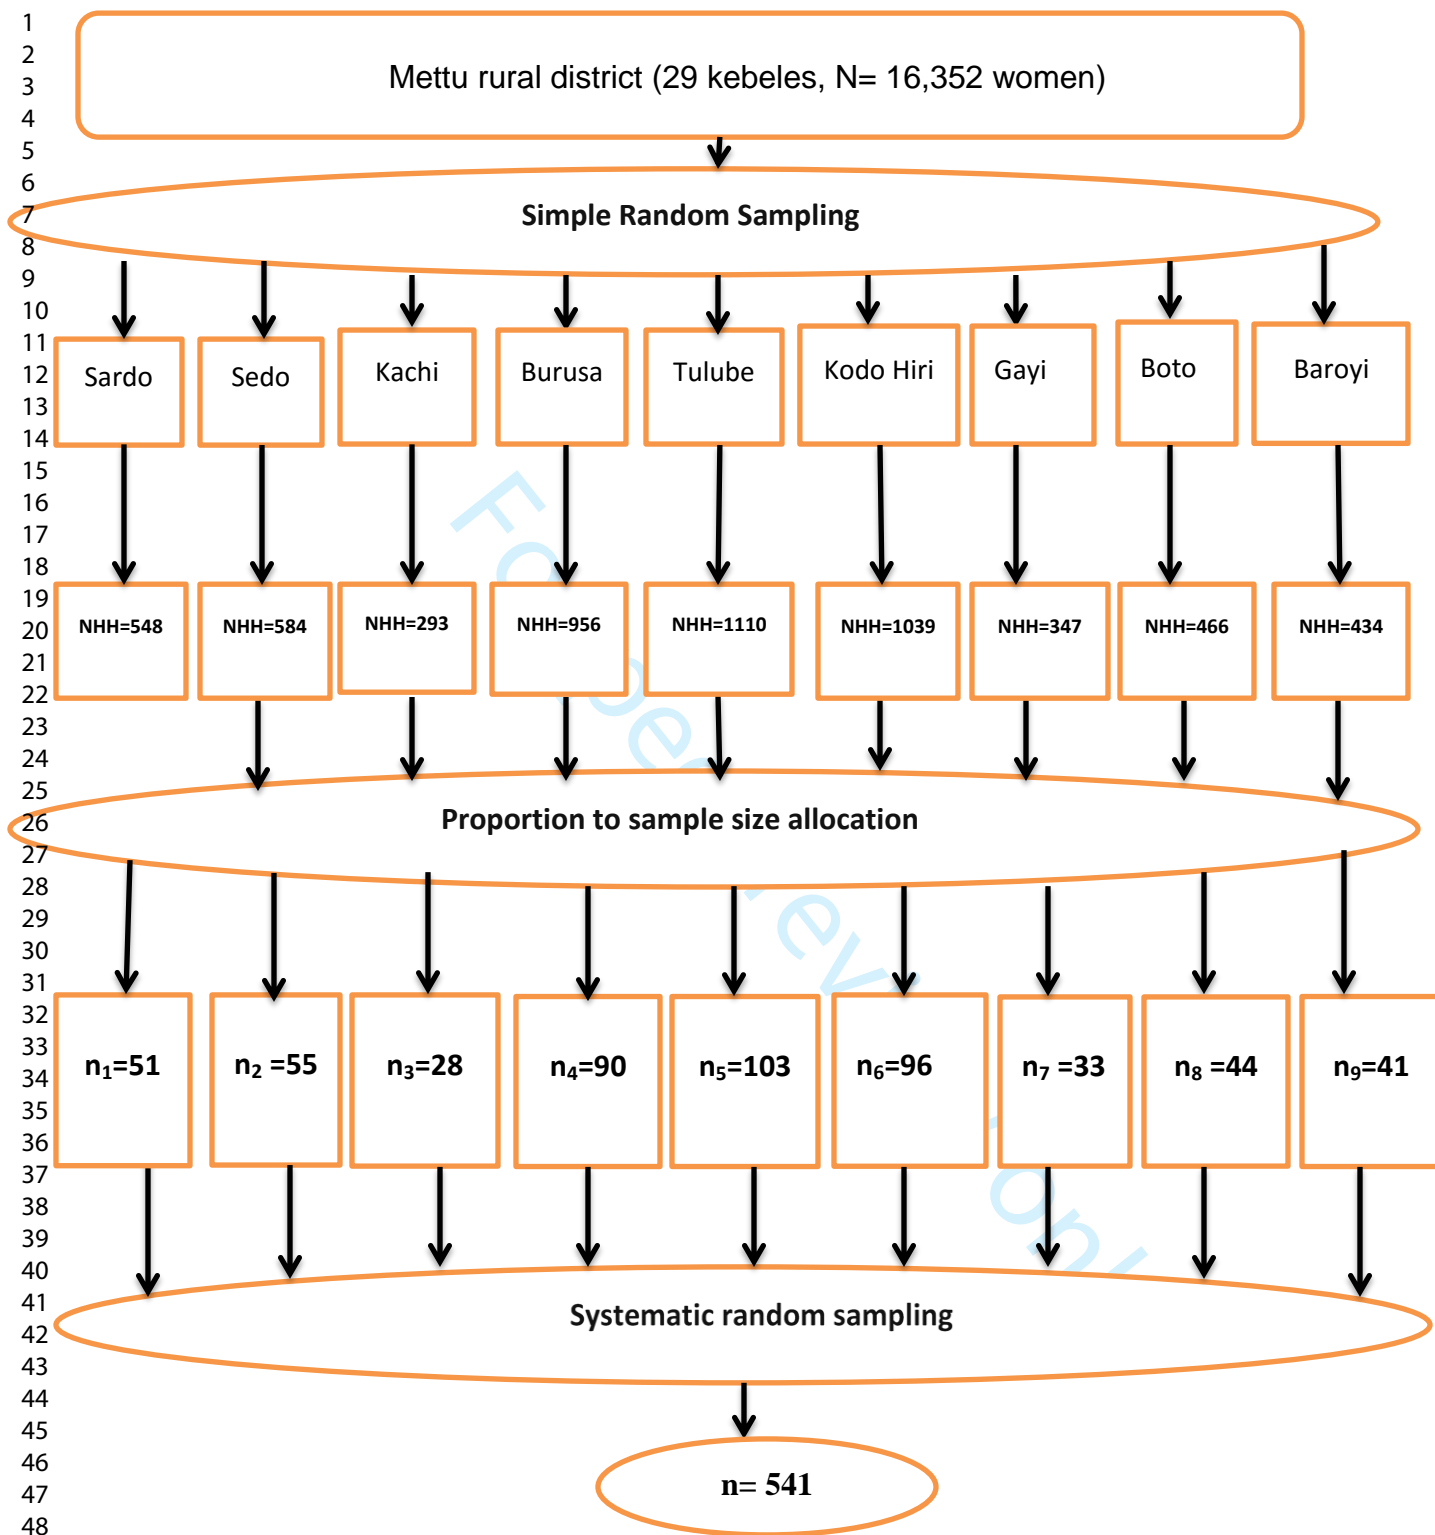 1
2
3
4
5
6
7
8
9
10
11
12
13
14
15
16
17
18
19
20
21
22
23
24
25
26
27
28
29
30
31
32
33
34
35
36
37
38
39
40
41
42
43
44
45
46
47
48
Mettu rural district (29 kebeles, N= 16,352 women)
Simple Random Sampling
Sardo
Sedo
Kachi
Burusa
Tulube
Kodo Hiri
Gayi
Boto
Baroyi
NHH=548
NHH=584
NHH=293
NHH=956
NHH=1110
NHH=1039
NHH=347
NHH=466
NHH=434
Proportion to sample size allocation
n₁=51
n₂ =55
n₃=28
n₄=90
n₅=103
n₆=96
n₇ =33
n₈ =44
n₉=41
Systematic random sampling
n= 541